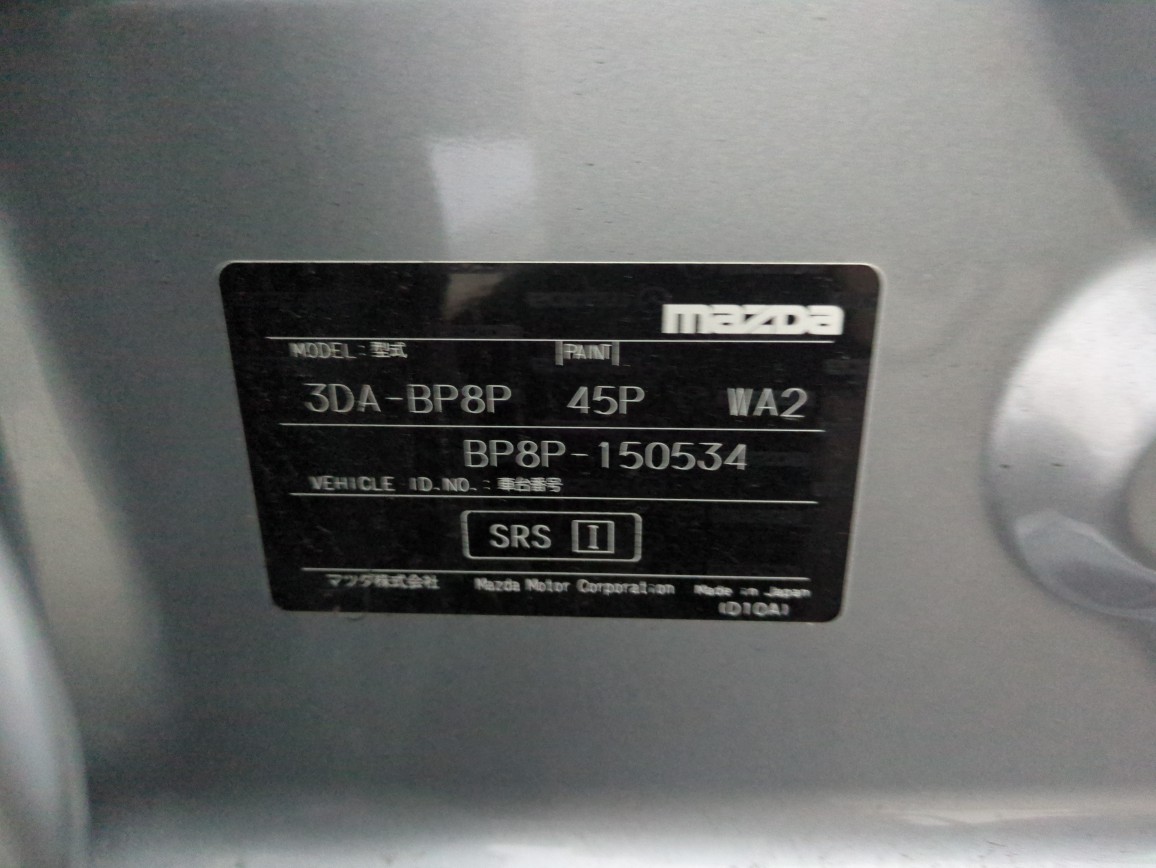 mazda
MODEL : 型式 PAINT
3DA-BP8P 45P WA2
BP8P-150534
VEHICLE ID.NO. : 車台番号
SRS I
マツダ株式会社 Mazda Motor Corporation Made in Japan
(D10A)